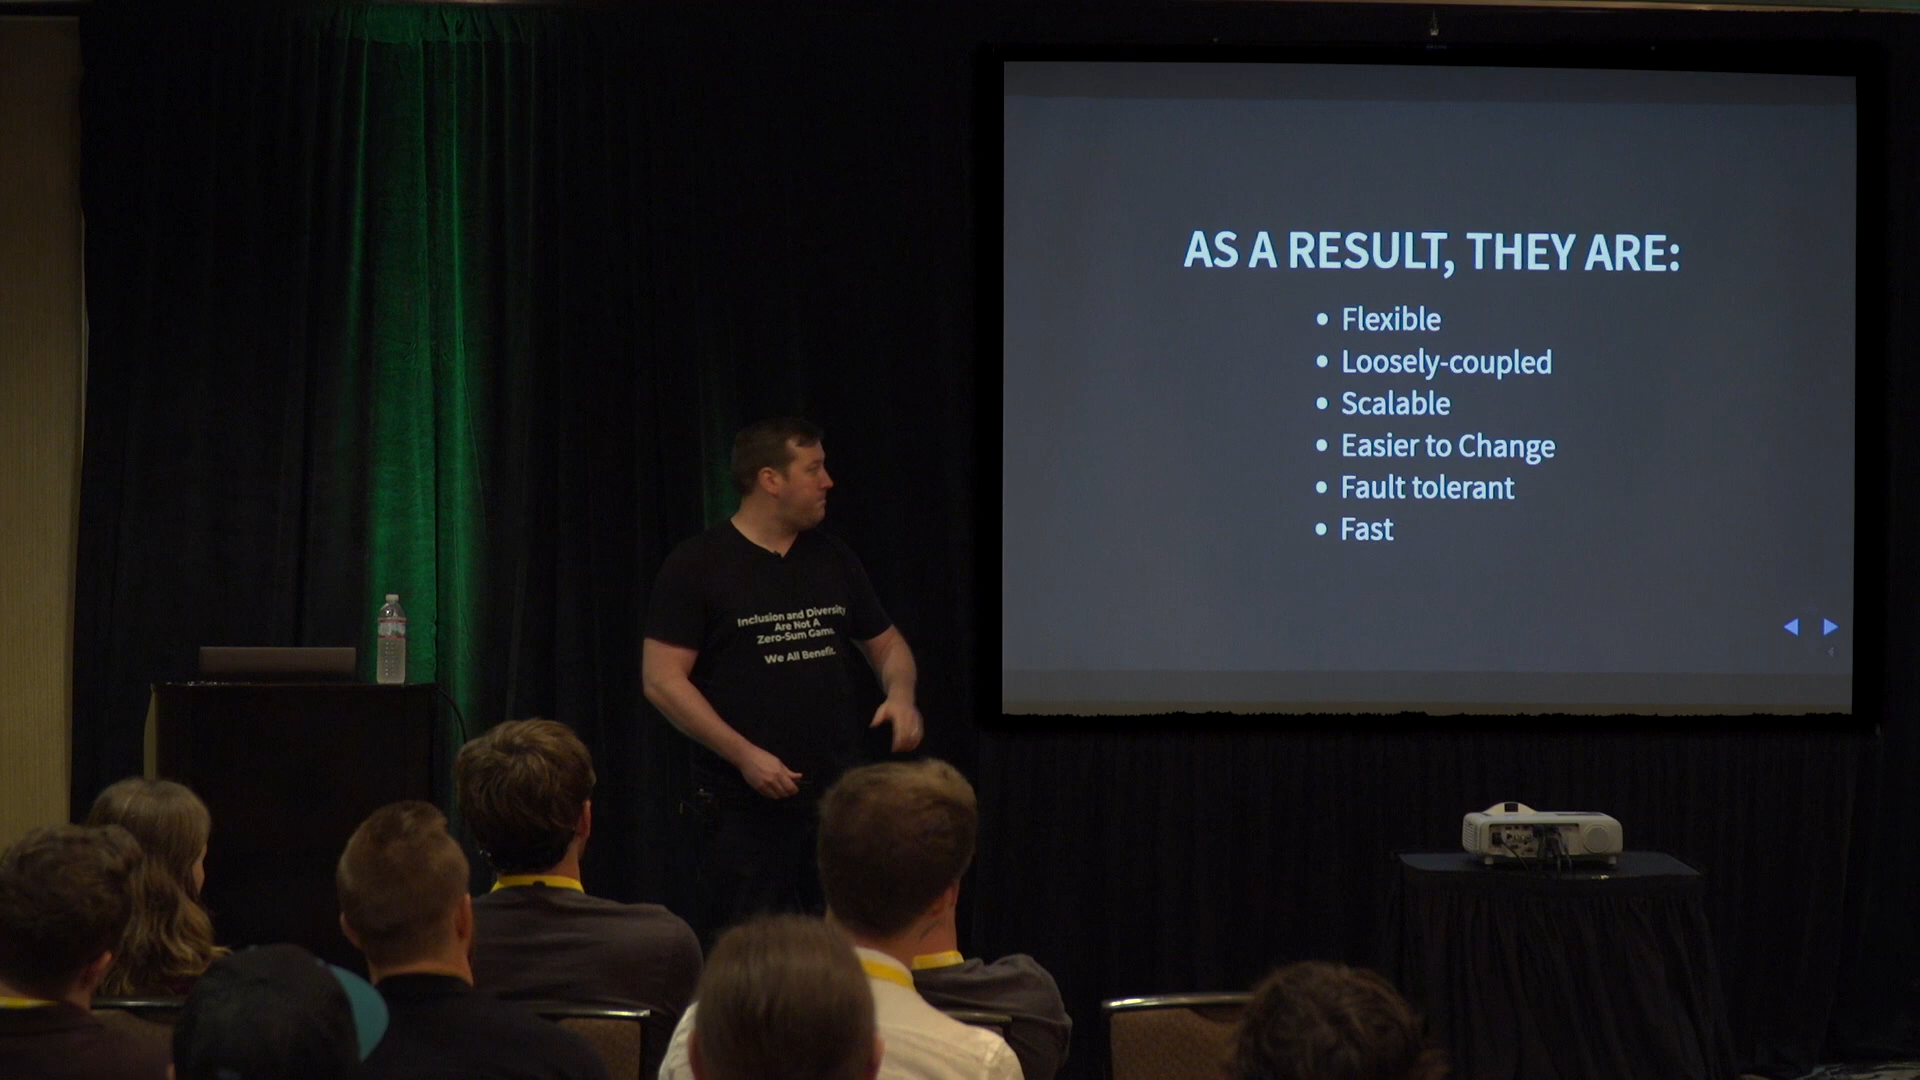 AS A RESULT, THEY ARE:
• Flexible
• Loosely-coupled
• Scalable
• Easier to Change
• Fault tolerant
• Fast
Inclusion and Diversity
Are Not A
Zero-Sum Game.
We All Benefit.